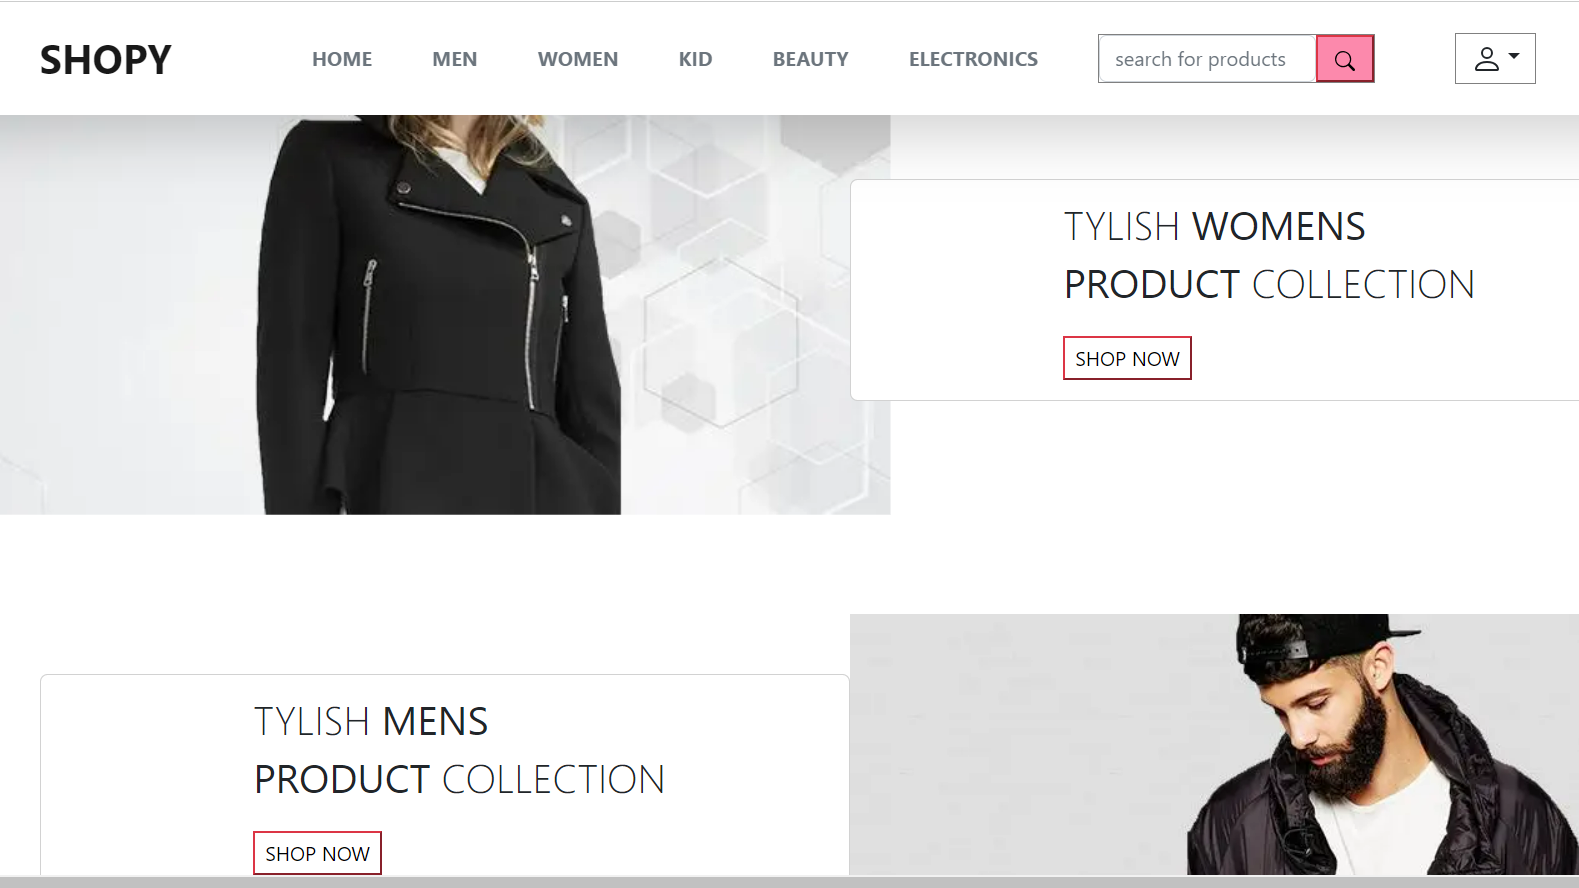 SHOPY
HOME MEN WOMEN KID BEAUTY ELECTRONICS
search for products
TYLISH WOMENS
PRODUCT COLLECTION
SHOP NOW
TYLISH MENS
PRODUCT COLLECTION
SHOP NOW